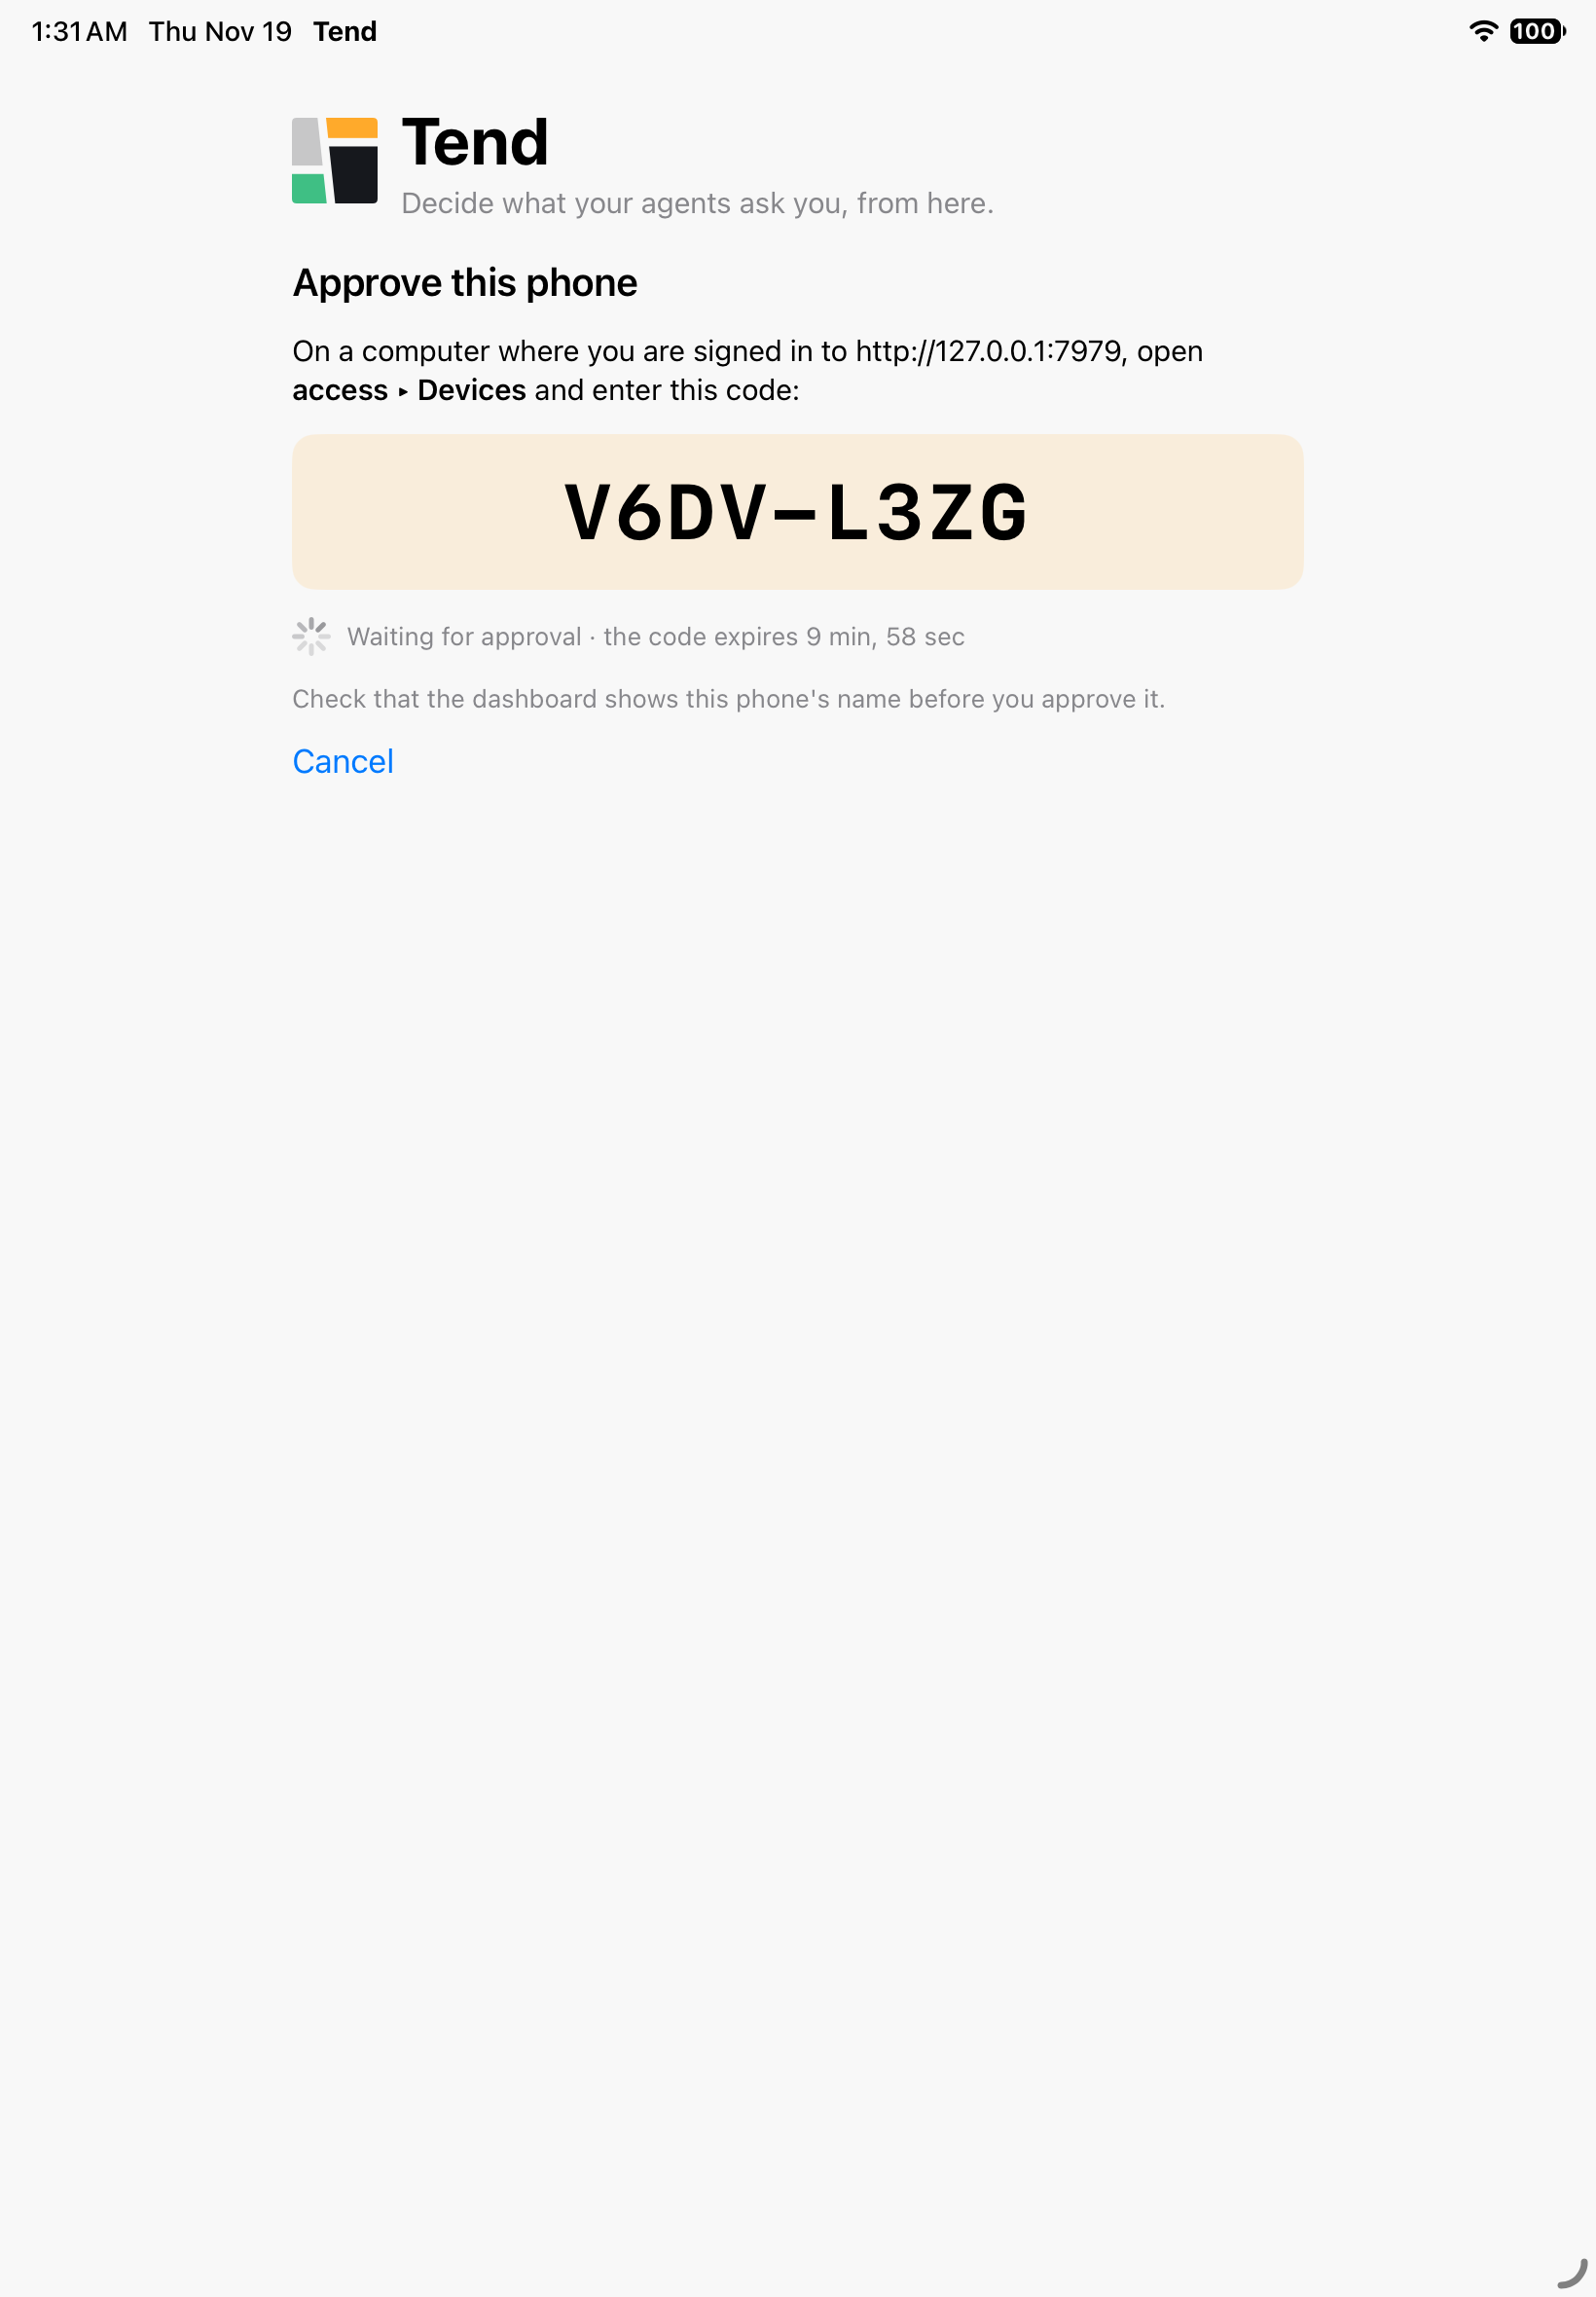 1:31 AM Thu Nov 19 Tend
100
Tend
Decide what your agents ask you, from here.
Approve this phone
On a computer where you are signed in to http://127.0.0.1:7979, open
access ▸ Devices and enter this code:
V6DV-L3ZG
Waiting for approval · the code expires 9 min, 58 sec
Check that the dashboard shows this phone's name before you approve it.
Cancel